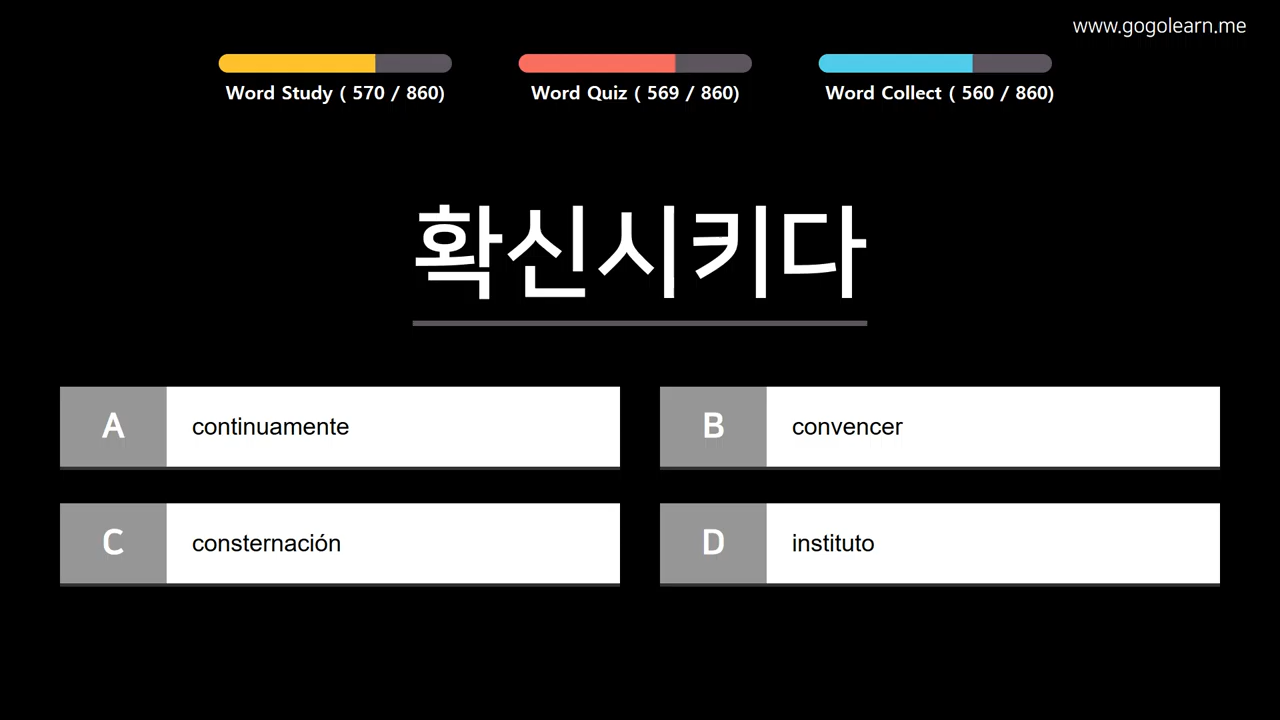 www.gogolearn.me
Word Study ( 570 / 860)
Word Quiz ( 569 / 860)
Word Collect ( 560 / 860)
확신시키다
A
continuamente
B
convencer
C
consternación
D
instituto